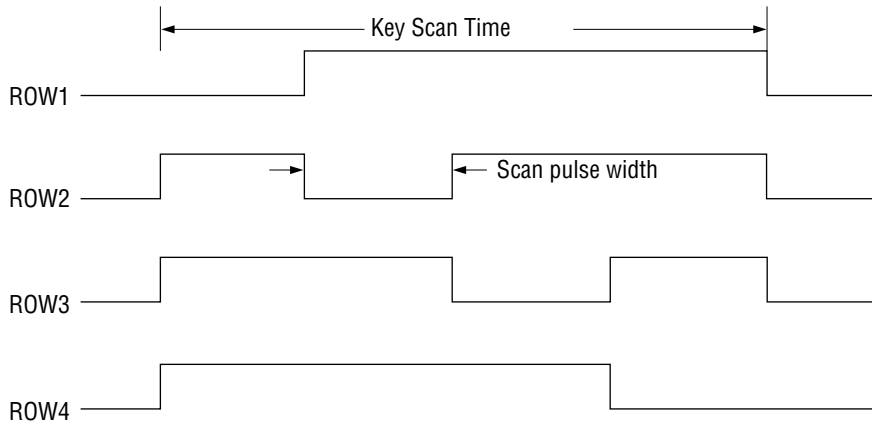 Key Scan Time
ROW1
Scan pulse width
ROW2
ROW3
ROW4